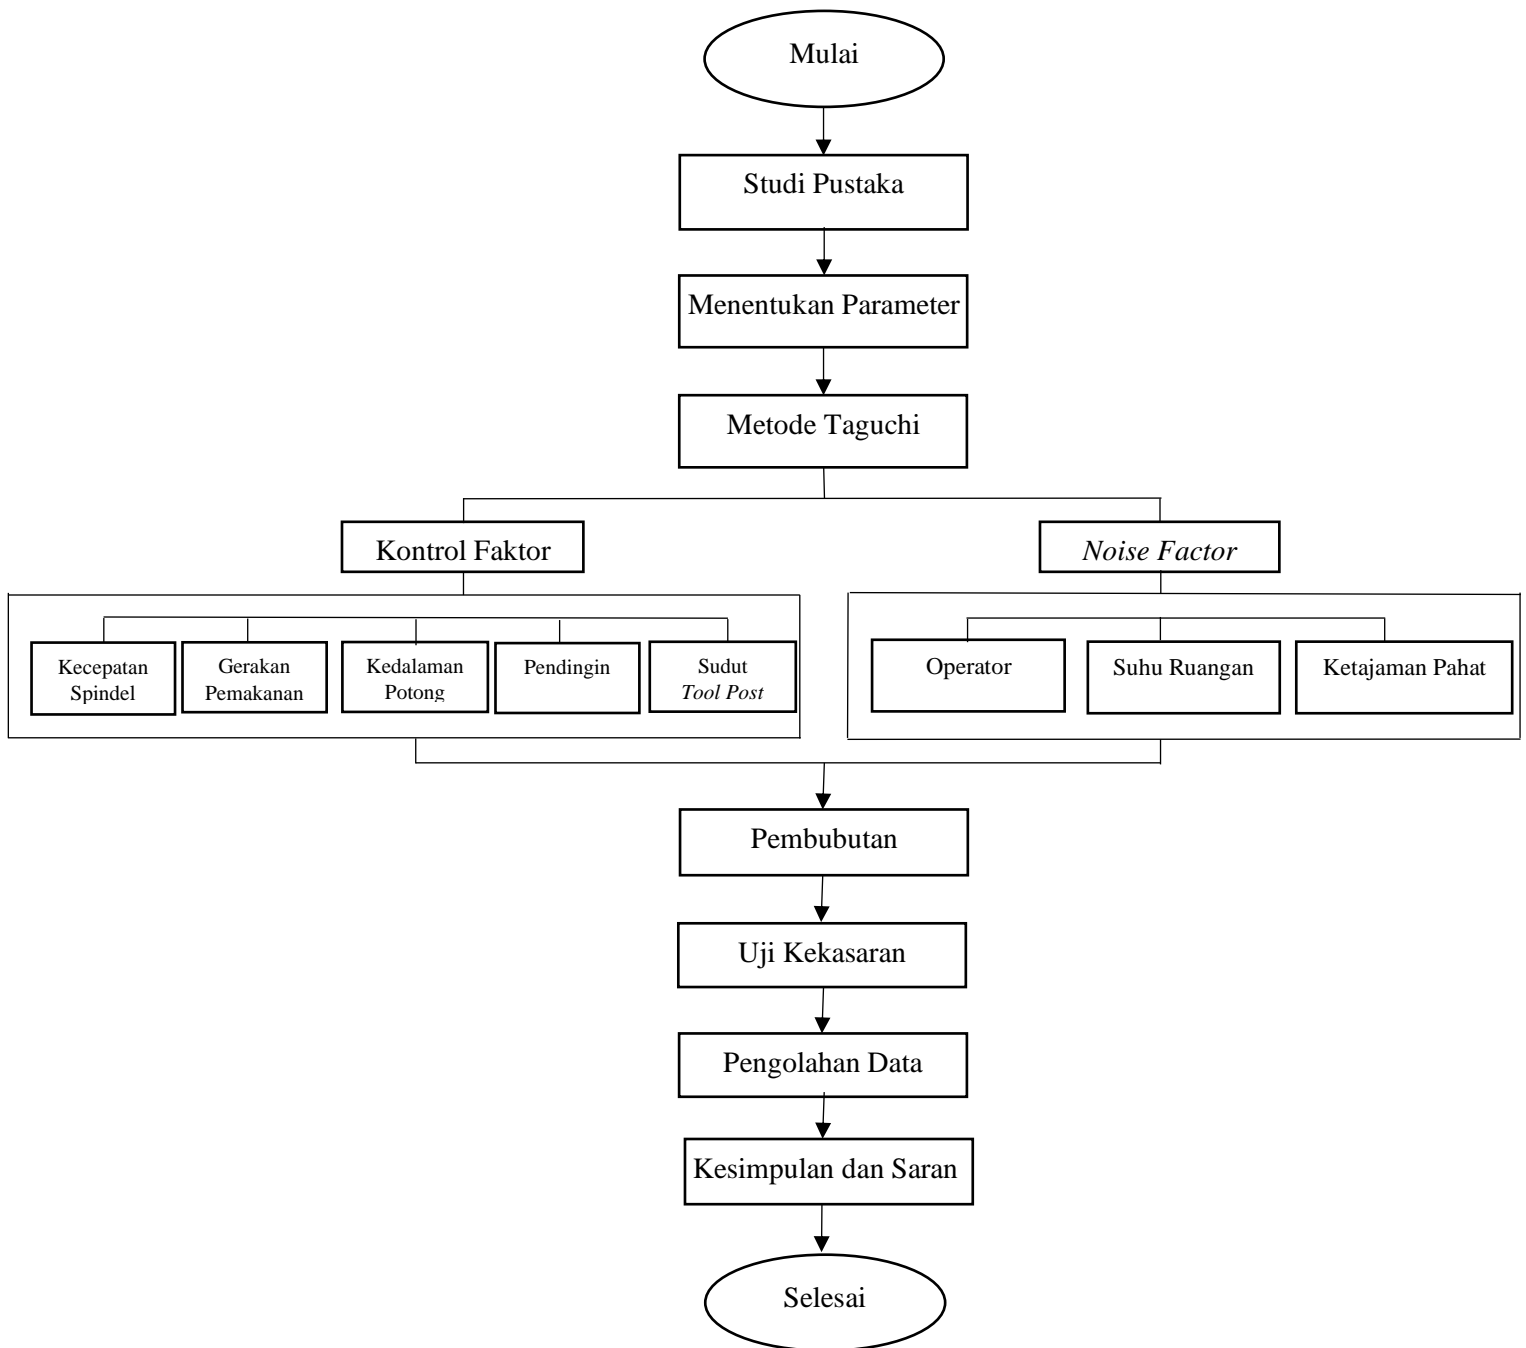 Mulai
Studi Pustaka
Menentukan Parameter
Metode Taguchi
Kontrol Faktor
Noise Factor
Kecepatan
Spindel
Gerakan
Pemakanan
Kedalaman
Potong
Pendingin
Sudut
Tool Post
Operator
Suhu Ruangan
Ketajaman Pahat
Pembubutan
Uji Kekasaran
Pengolahan Data
Kesimpulan dan Saran
Selesai